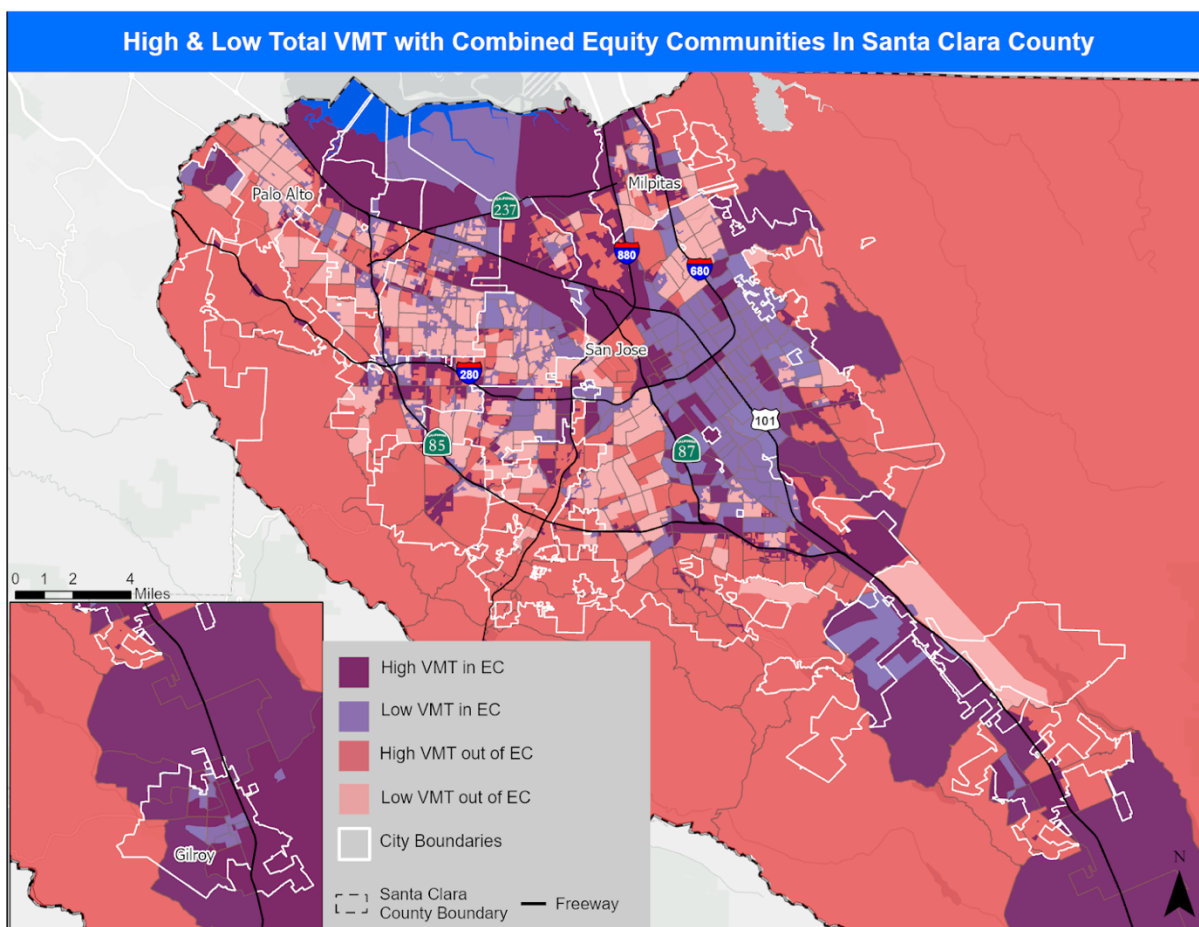 High & Low Total VMT with Combined Equity Communities In Santa Clara County
Palo Alto
237
Milpitas
880
680
San Jose
280
101
85
87
0 1 2 4
Miles
Gilroy
High VMT in EC
Low VMT in EC
High VMT out of EC
Low VMT out of EC
City Boundaries
Santa Clara
County Boundary
Freeway
N